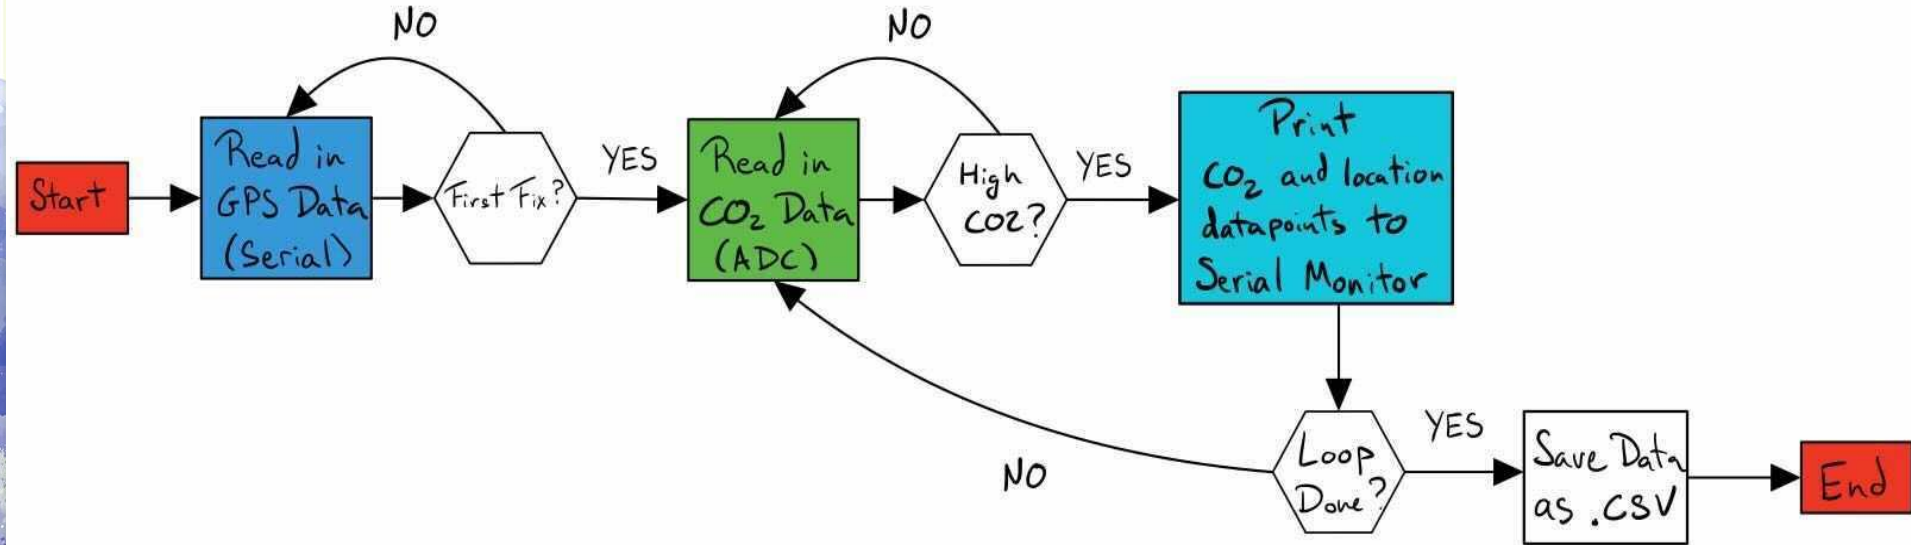 NO
NO
Start
Read in
GPS Data
(Serial)
First Fix?
YES
Read in
CO₂ Data
(ADC)
High
CO2?
YES
Print
CO₂ and location
datapoints to
Serial Monitor
NO
Loop
Done?
YES
Save Data
as .CSV
End